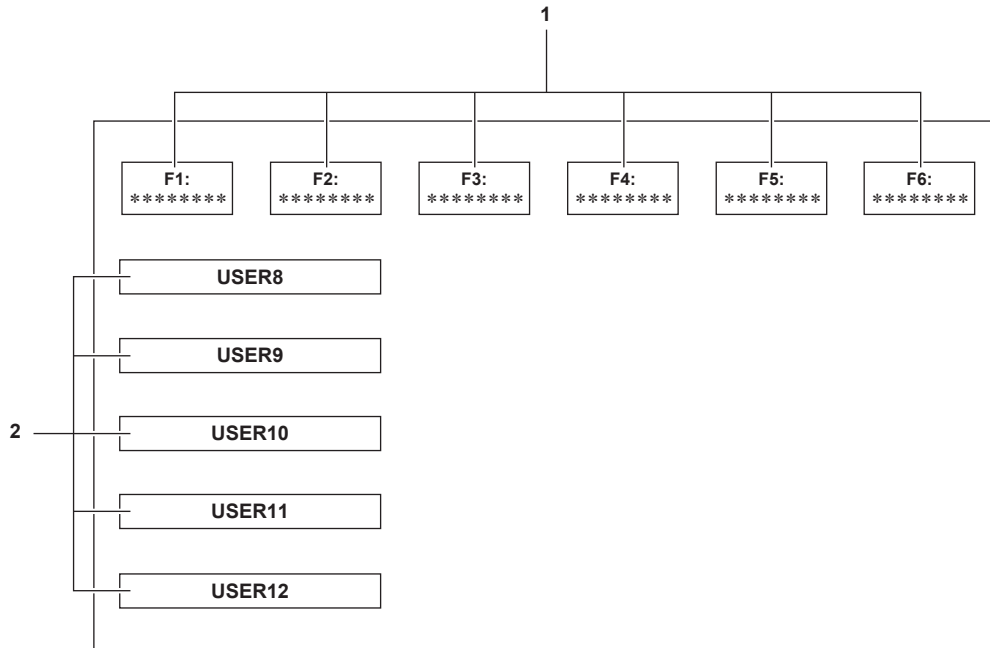 1
F1: F2: F3: F4: F5: F6:
******** ******** ******** ******** ******** ********
USER8
USER9
2 USER10
USER11
USER12